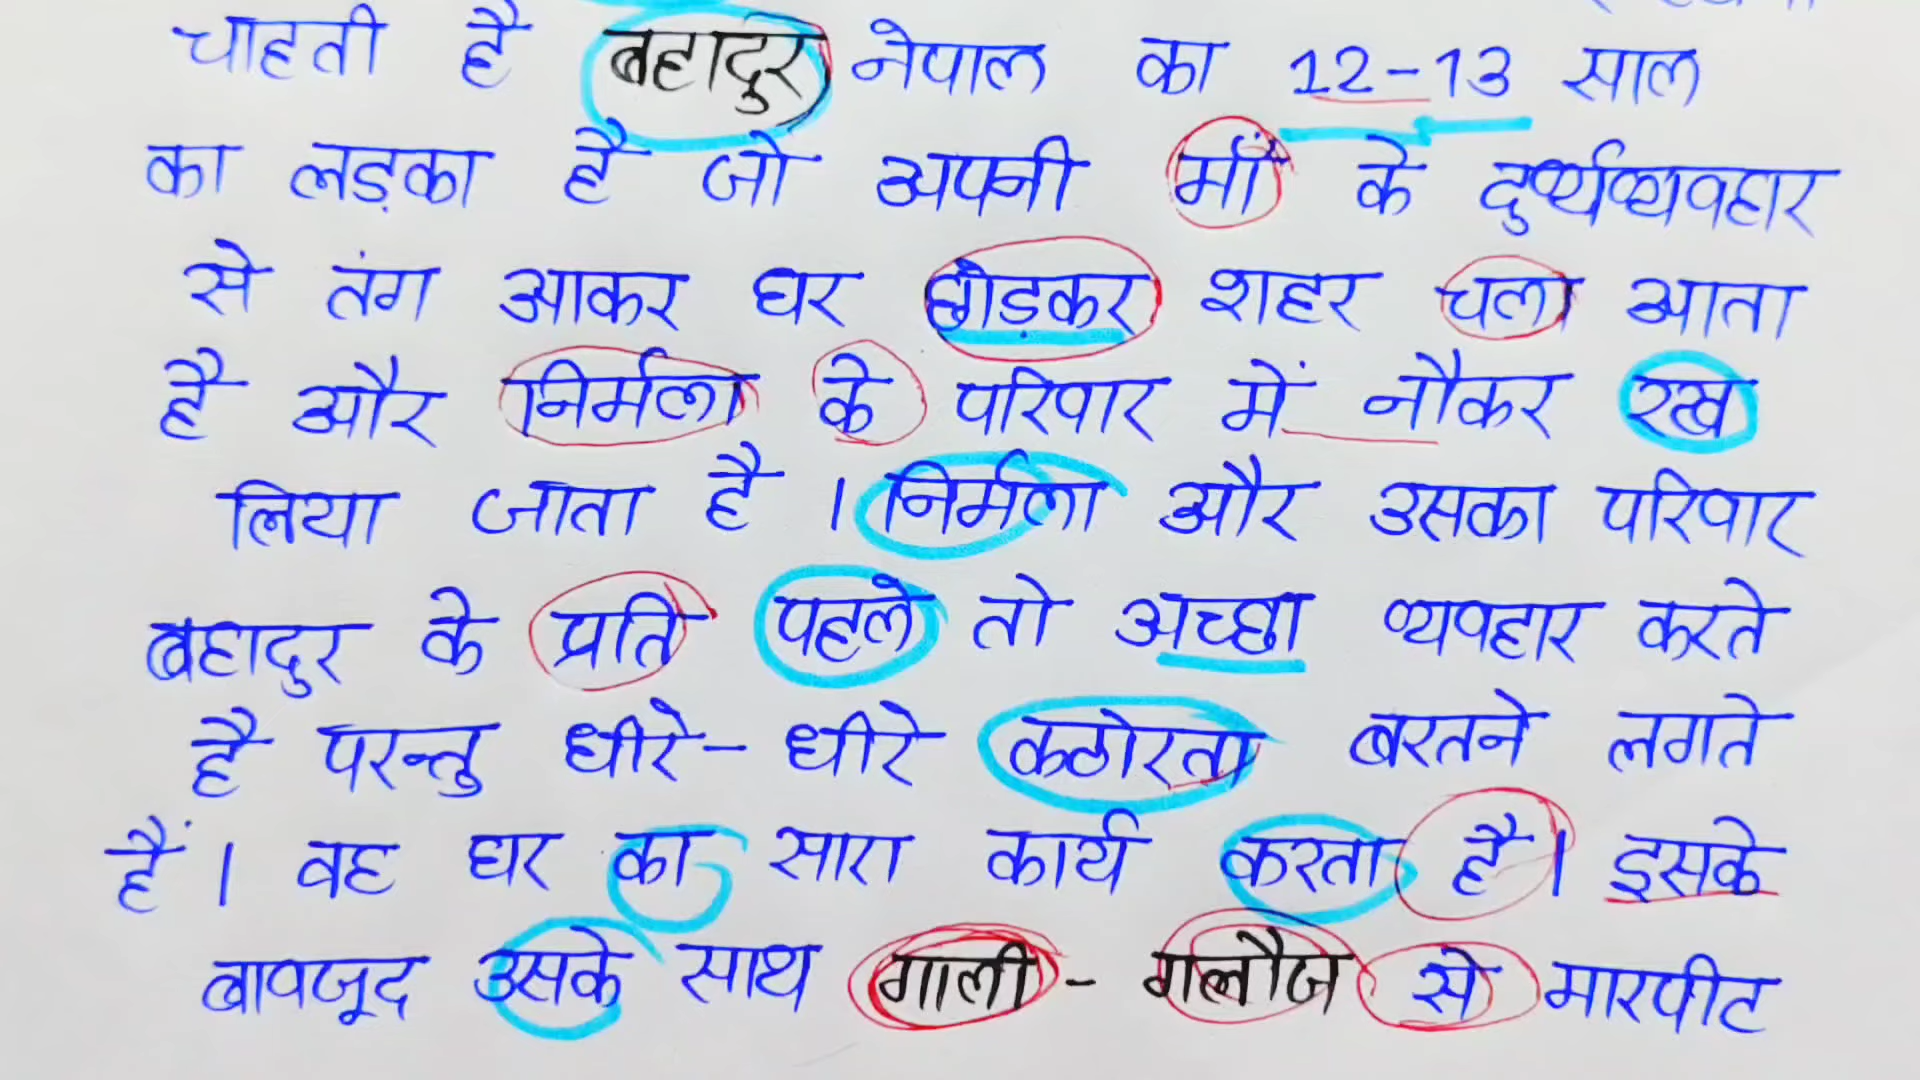 चाहती है बहादुर नेपाल का 12-13 साल
का लड़का है जो अपनी माँ के दुर्व्यव्यवहार
से तंग आकर घर छोड़कर शहर चला आता
है और निर्मला के परिवार में नौकर रख
लिया जाता है । निर्मला और उसका परिवार
बहादुर के प्रति पहले तो अच्छा व्यवहार करते
है परन्तु धीरे-धीरे कठोरता बरतने लगते
हैं । वह घर का सारा कार्य करता है । इसके
बावजूद उसके साथ गाली - गलौज से मारपीट